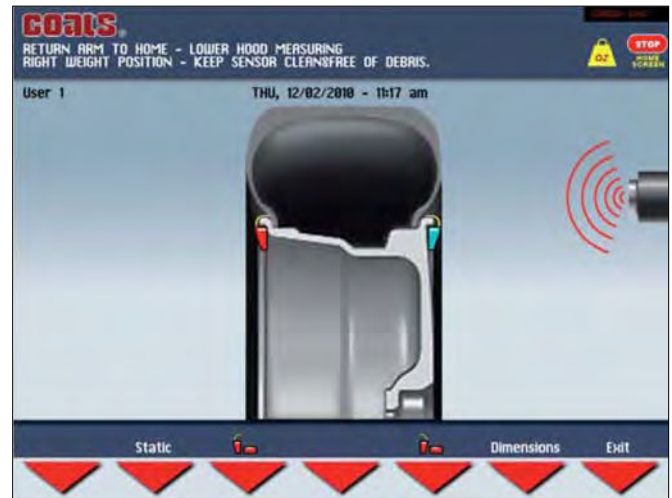 COALS®
RETURN ARM TO HOME - LOWER HOOD MEASURING
RIGHT WEIGHT POSITION - KEEP SENSOR CLEAN&FREE OF DEBRIS.
OZ
STOP
HOME
SCREEN
User 1
THU, 12/02/2010 - 11:17 am
Static
Dimensions
Exit